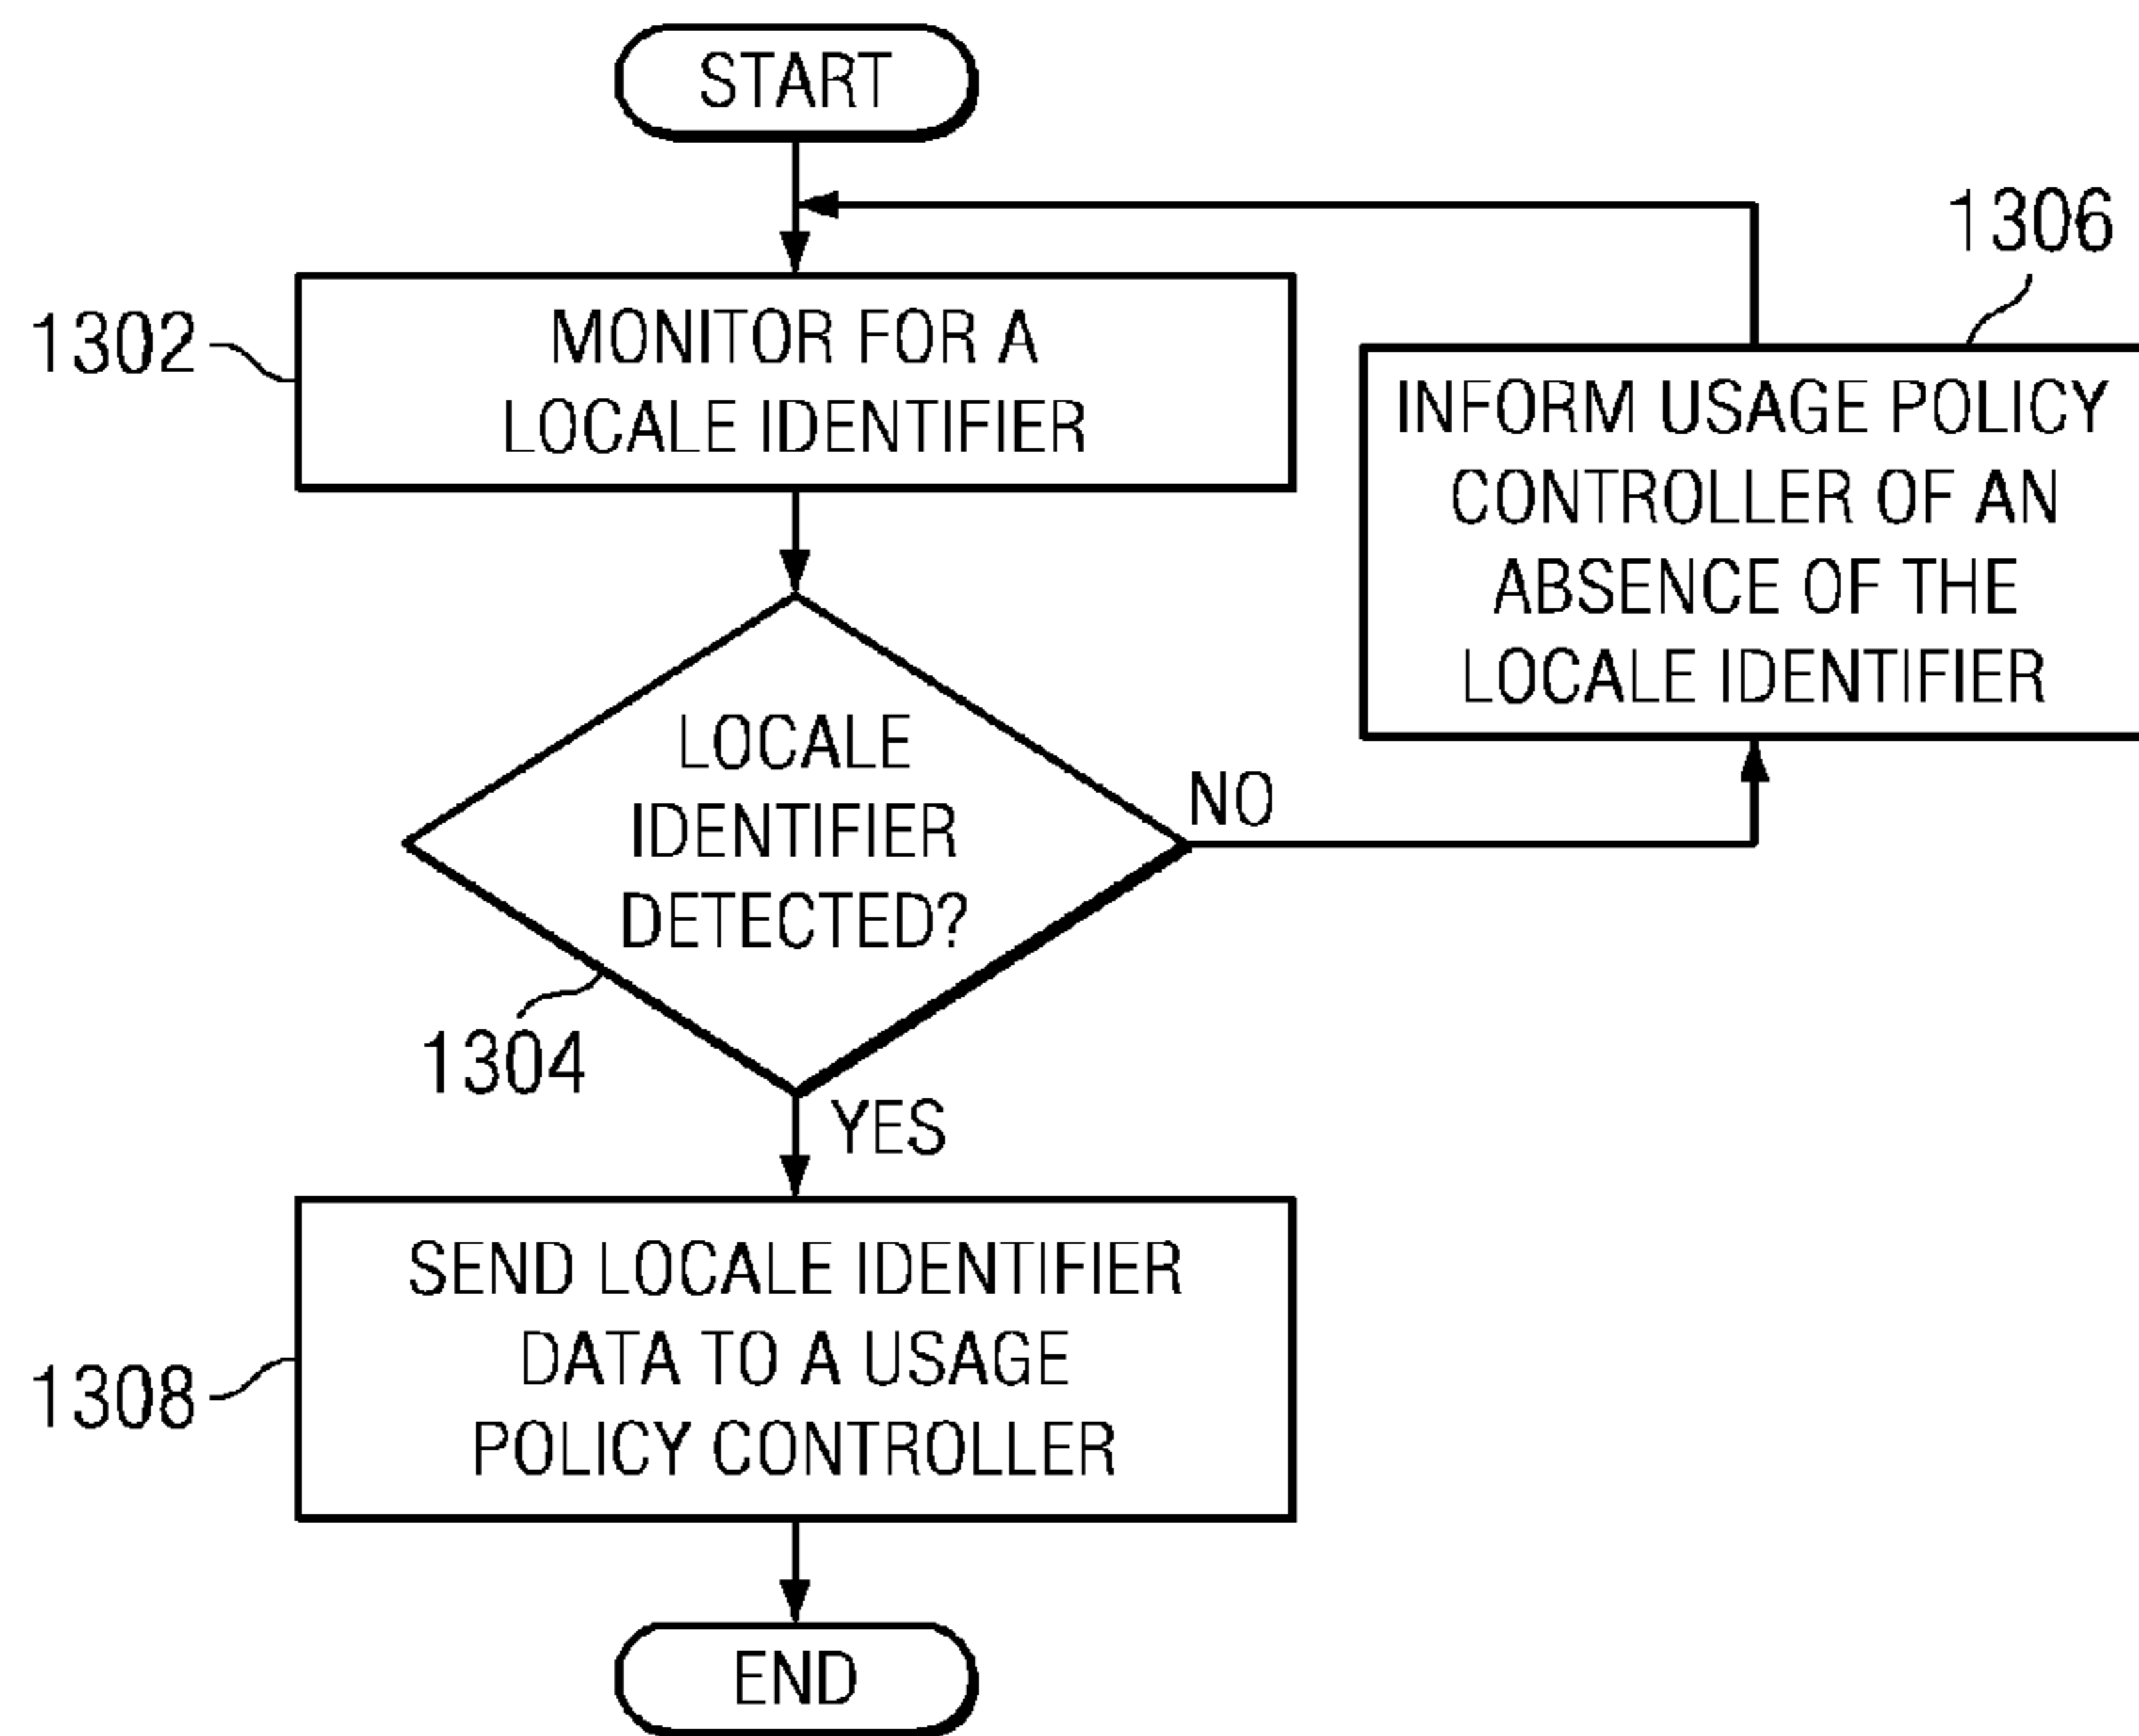 START
1302
MONITOR FOR A
LOCALE IDENTIFIER
1306
INFORM USAGE POLICY
CONTROLLER OF AN
ABSENCE OF THE
LOCALE IDENTIFIER
LOCALE
IDENTIFIER
DETECTED?
NO
1304
YES
1308
SEND LOCALE IDENTIFIER
DATA TO A USAGE
POLICY CONTROLLER
END